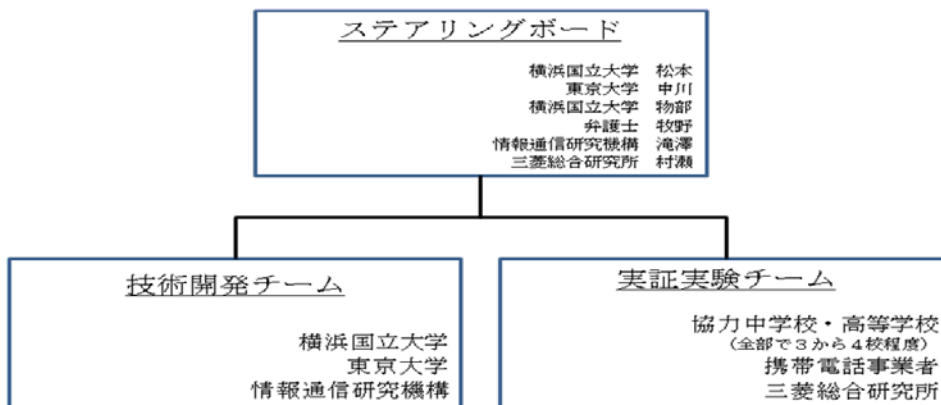 ステアリングボード
横浜国立大学 松本
東京大学 中川
横浜国立大学 物部
弁護士 牧野
情報通信研究機構 滝澤
三菱総合研究所 村瀬
技術開発チーム
横浜国立大学
東京大学
情報通信研究機構
実証実験チーム
協力中学校・高等学校
（全部で３から４校程度）
携帯電話事業者
三菱総合研究所